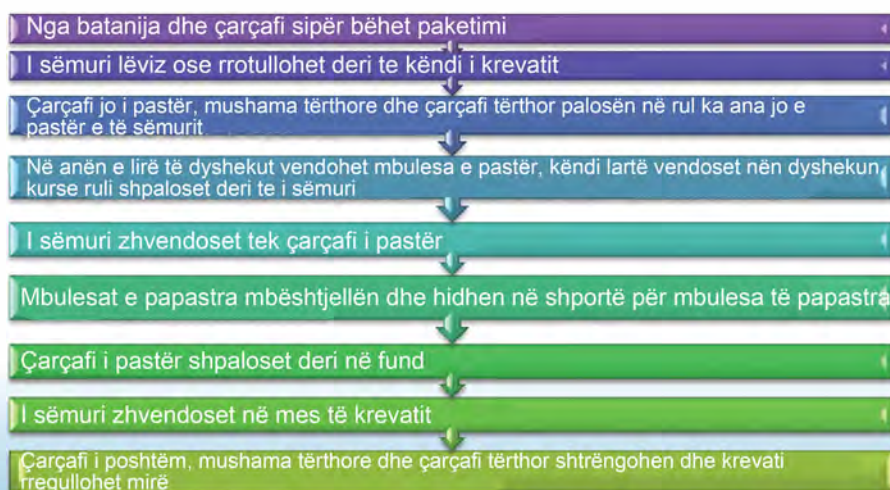 Nga batanija dhe çarçafi sipër bëhet paketimi
I sëmuri lëviz ose rrotullohet deri te këndi i krevatit
Çarçafi jo i pastër, mushama tërthore dhe çarçafi tërthor palosën në rul ka ana jo e
pastër e të sëmurit
Në anën e lirë të dyshekut vendohet mbulesa e pastër, këndi lartë vendoset nën dyshekun,
kurse ruli shpaloset deri te i sëmuri
I sëmuri zhvendoset tek çarçafi i pastër
Mbulesat e papastra mbështjellën dhe hidhen në shportë për mbulesa të papastra
Çarçafi i pastër shpaloset deri në fund
I sëmuri zhvendoset në mes të krevatit
Çarçafi i poshtëm, mushama tërthore dhe çarçafi tërthor shtrëngohen dhe krevati
rregullohet mirë